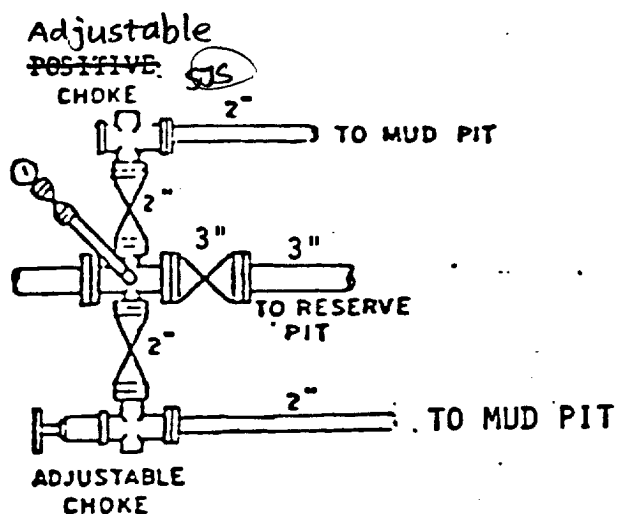 Adjustable
POSITIVE SJS
CHOKE
2"
TO MUD PIT
2"
3"
3"
TO RESERVE
PIT
2"
2"
TO MUD PIT
ADJUSTABLE
CHOKE